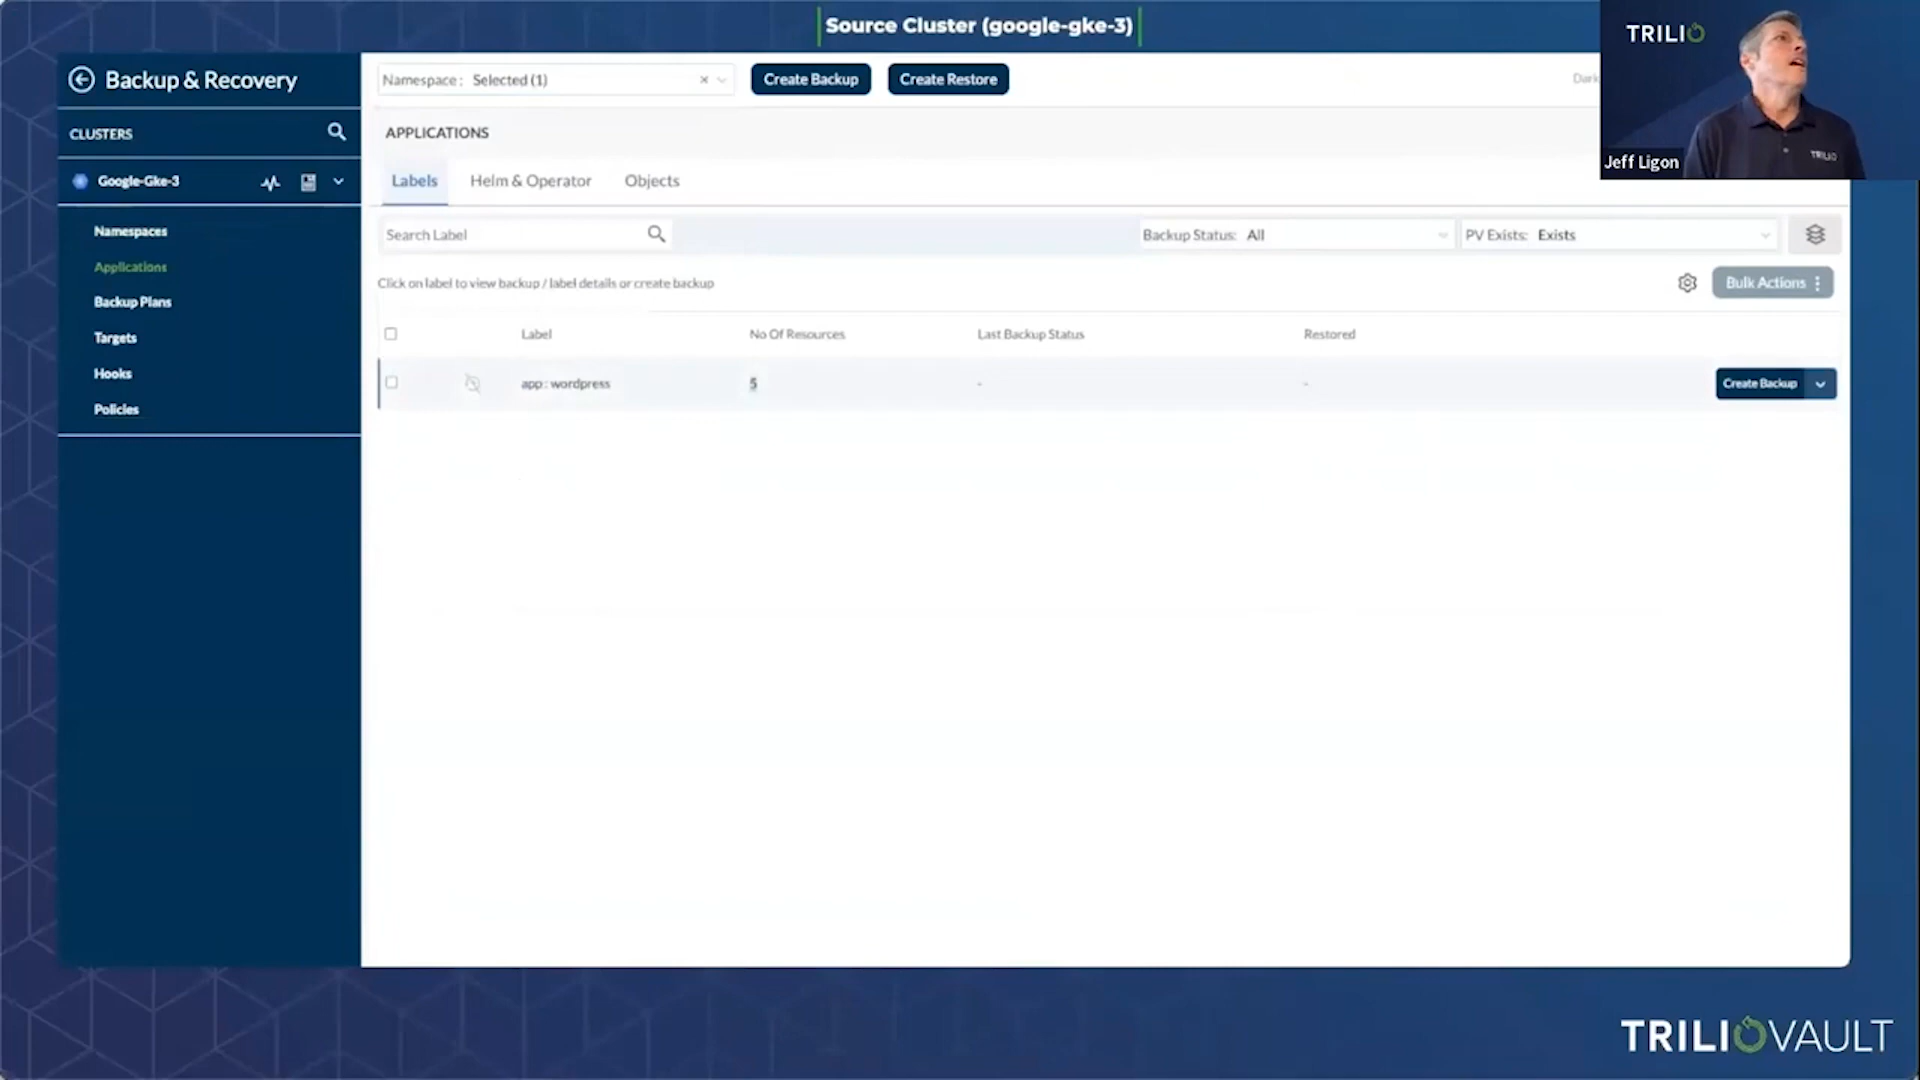 Source Cluster (google-gke-3)
TRILIO
Jeff Ligon
TRILIO
Backup & Recovery
CLUSTERS
Google-Gke-3
Namespaces
Applications
Backup Plans
Targets
Hooks
Policies
Namespace : Selected (1)
Create Backup
Create Restore
Dark
APPLICATIONS
Labels
Helm & Operator
Objects
Search Label
Backup Status: All
PV Exists: Exists
Click on label to view backup / label details or create backup
Bulk Actions
Label No Of Resources Last Backup Status Restored
app : wordpress 5 - - Create Backup
TRILIOVAULT